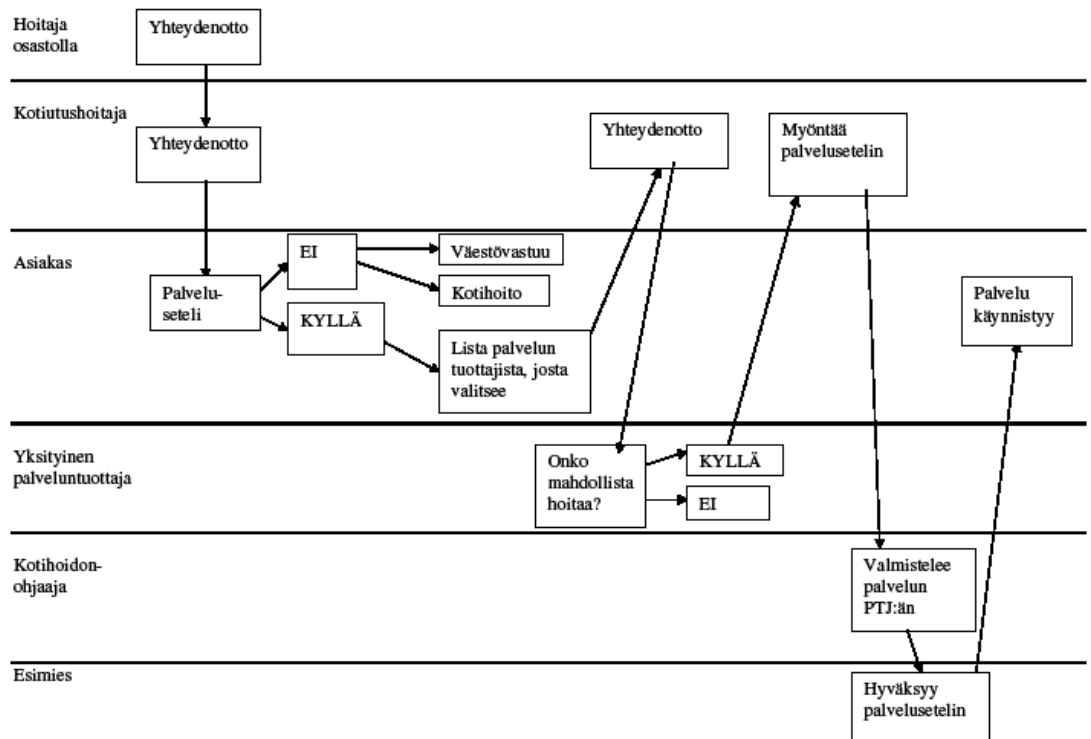 Hoitaja
osastolla
Yhteydenotto
Kotiutushoitaja
Yhteydenotto
Yhteydenotto
Myöntää
palvelusetelin
Asiakas
Palvelu-
seteli
EI
KYLLÄ
Väestövastuu
Kotihoito
Lista palvelun
tuottajista, josta
valitsee
Palvelu
käynnistyy
Yksityinen
palveluntuottaja
Onko
mahdollista
hoitaa?
KYLLÄ
EI
Kotihoidon-
ohjaaja
Valmistelee
palvelun
PTJ:än
Esimies
Hyväksyy
palvelusetelin